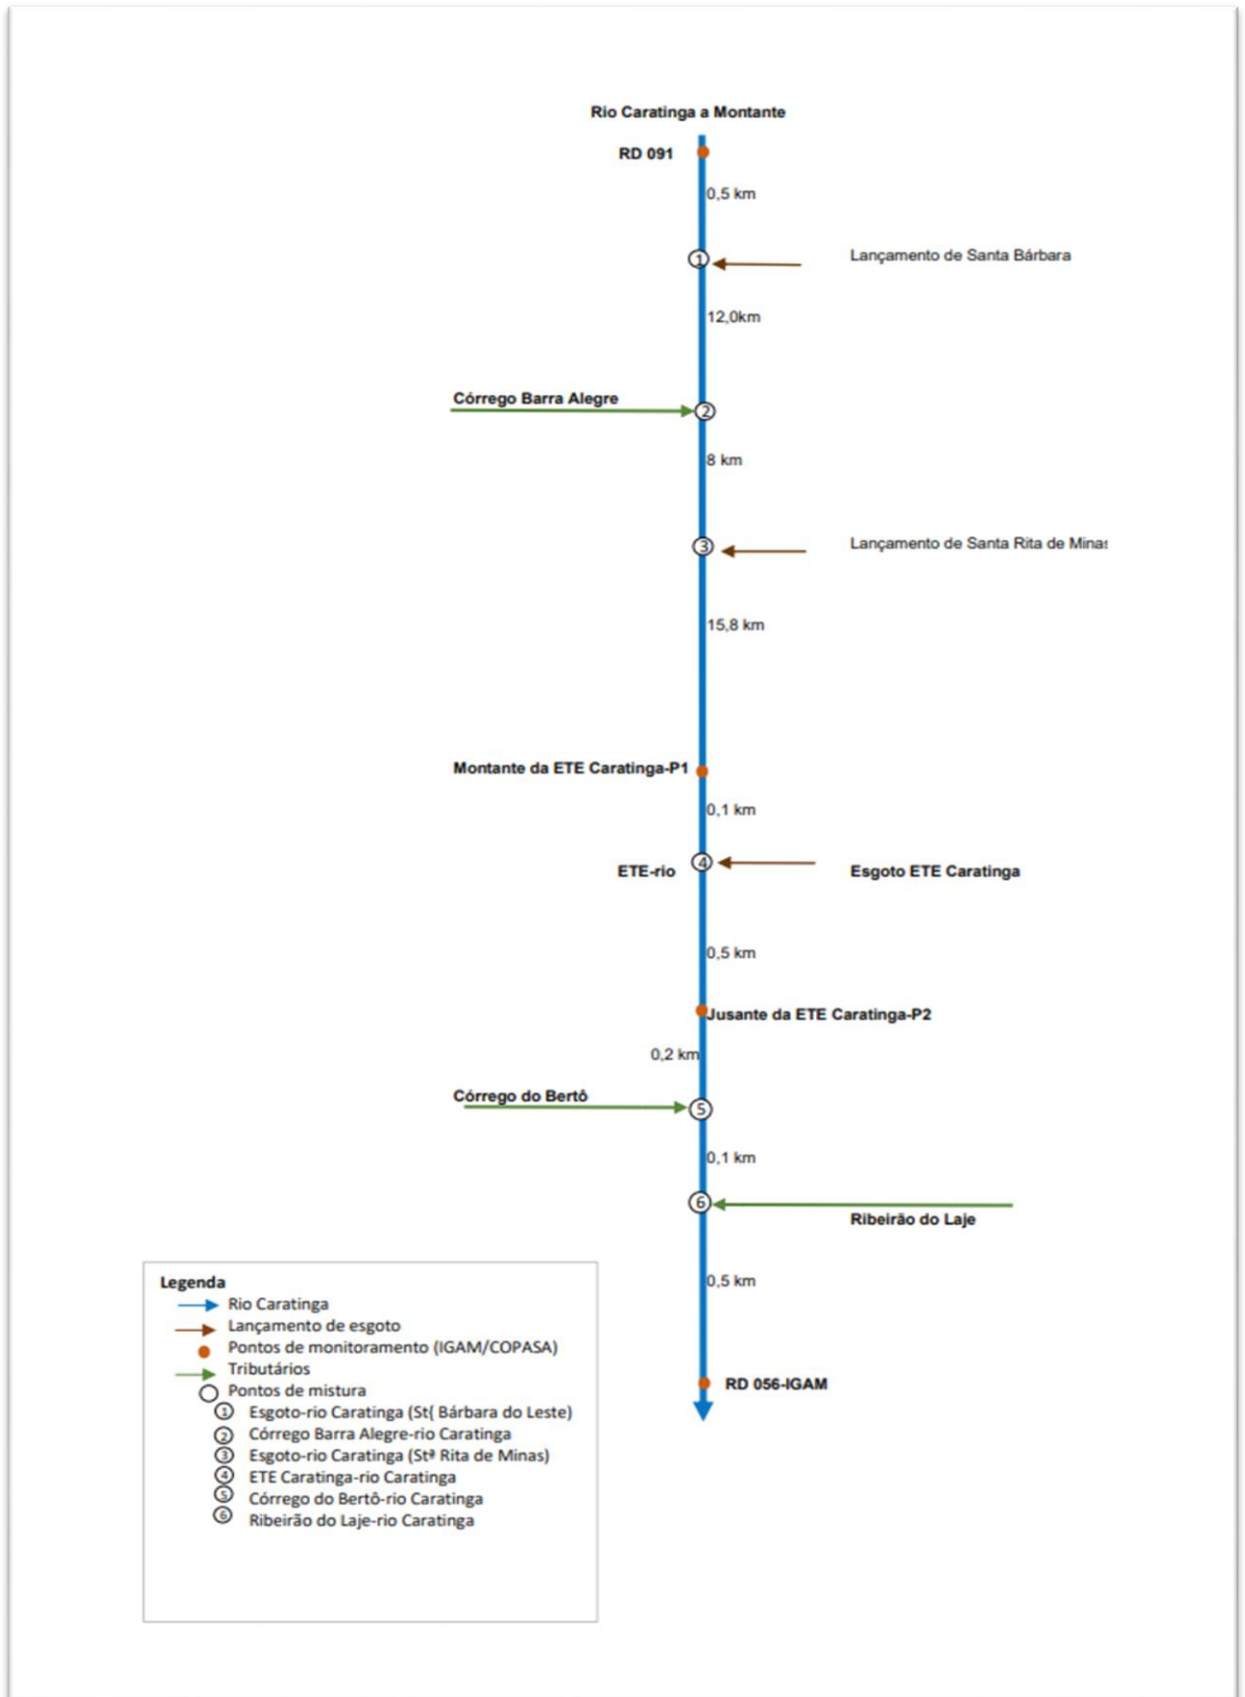 Rio Caratinga a Montante
RD 091
0,5 km
1
Lançamento de Santa Bárbara
12,0km
Córrego Barra Alegre
2
8 km
3
Lançamento de Santa Rita de Minas
15,8 km
Montante da ETE Caratinga-P1
0,1 km
4
ETE-rio
Esgoto ETE Caratinga
0,5 km
Jusante da ETE Caratinga-P2
0,2 km
Córrego do Bertô
5
0,1 km
6
Ribeirão do Laje
0,5 km
RD 056-IGAM
Legenda
Rio Caratinga
Lançamento de esgoto
Pontos de monitoramento (IGAM/COPASA)
Tributários
Pontos de mistura
1 Esgoto-rio Caratinga (St( Bárbara do Leste)
2 Córrego Barra Alegre-rio Caratinga
3 Esgoto-rio Caratinga (Stª Rita de Minas)
4 ETE Caratinga-rio Caratinga
5 Córrego do Bertô-rio Caratinga
6 Ribeirão do Laje-rio Caratinga